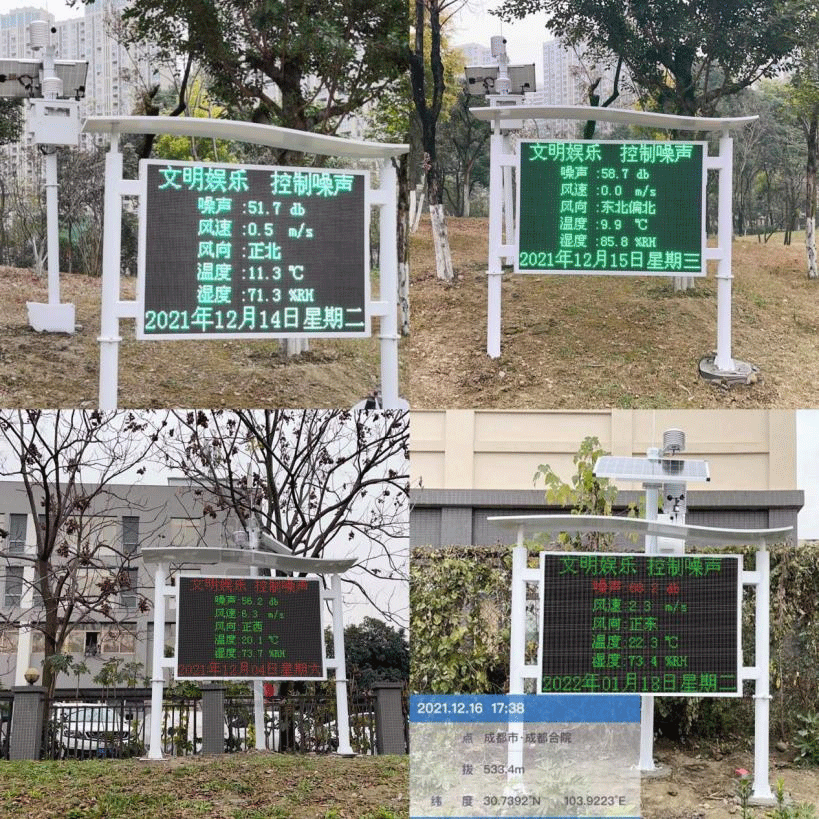 文明娱乐 控制噪声
噪声:51.7 db
风速:0.5 m/s
风向:正北
温度:11.3 ℃
湿度:71.3 %RH
2021年12月14日星期二
文明娱乐 控制噪声
噪声:58.7 db
风速:0.0 m/s
风向:东北偏北
温度:9.9 ℃
湿度:85.8 %RH
2021年12月15日星期三
文明娱乐 控制噪声
噪声:56.2 db
风速:6.3 m/s
风向:正西
温度:20.1 ℃
湿度:73.7 %RH
2021年12月04日星期六
文明娱乐 控制噪声
噪声:66.2 db
风速:2.3 m/s
风向:正东
温度:22.3 ℃
湿度:73.4 %RH
2022年01月18日星期二
2021.12.16 17:38
点 成都市·成都合院
拔 533.4m
纬 度 30.7392°N 103.9223°E